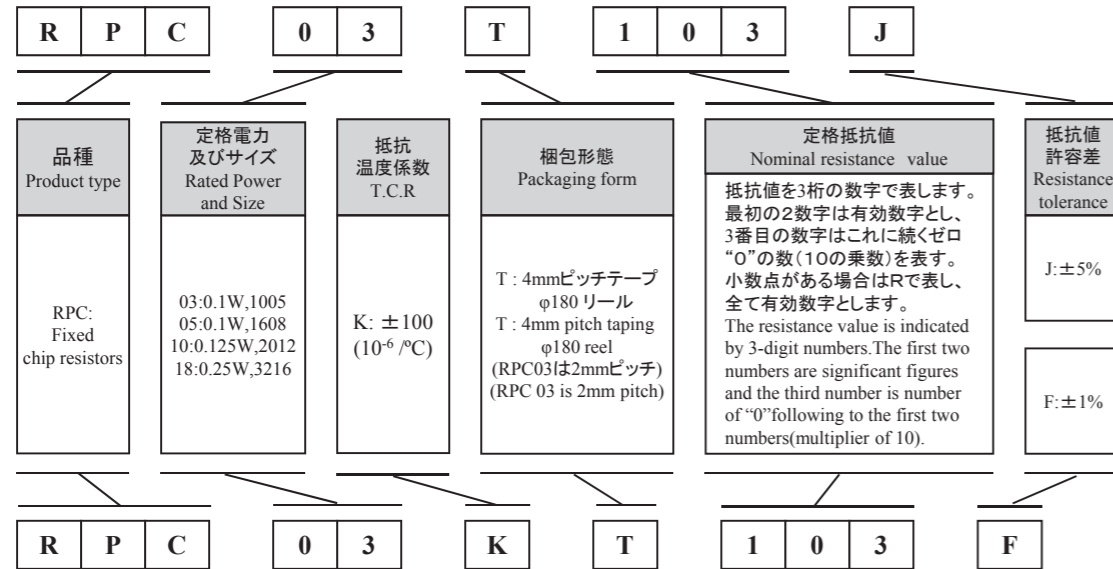 R P C 0 3 T 1 0 3 J
品種
Product type
定格電力
及びサイズ
Rated Power
and Size
抵抗
温度係数
T.C.R
梱包形態
Packaging form
定格抵抗値
Nominal resistance value
抵抗値
許容差
Resistance
tolerance
RPC:
Fixed
chip resistors
03:0.1W,1005
05:0.1W,1608
10:0.125W,2012
18:0.25W,3216
K: ±100
(10⁻⁶ /ºC)
T : 4mmピッチテープ
φ180 リール
T : 4mm pitch taping
φ180 reel
(RPC03は2mmピッチ)
(RPC 03 is 2mm pitch)
抵抗値を3桁の数字で表します。
最初の2数字は有効数字とし、
3番目の数字はこれに続くゼロ
“0”の数(10の乗数)を表す。
小数点がある場合はRで表し、
全て有効数字とします。
The resistance value is indicated
by 3-digit numbers.The first two
numbers are significant figures
and the third number is number
of “0”following to the first two
numbers(multiplier of 10).
J:±5%
F:±1%
R P C 0 3 K T 1 0 3 F